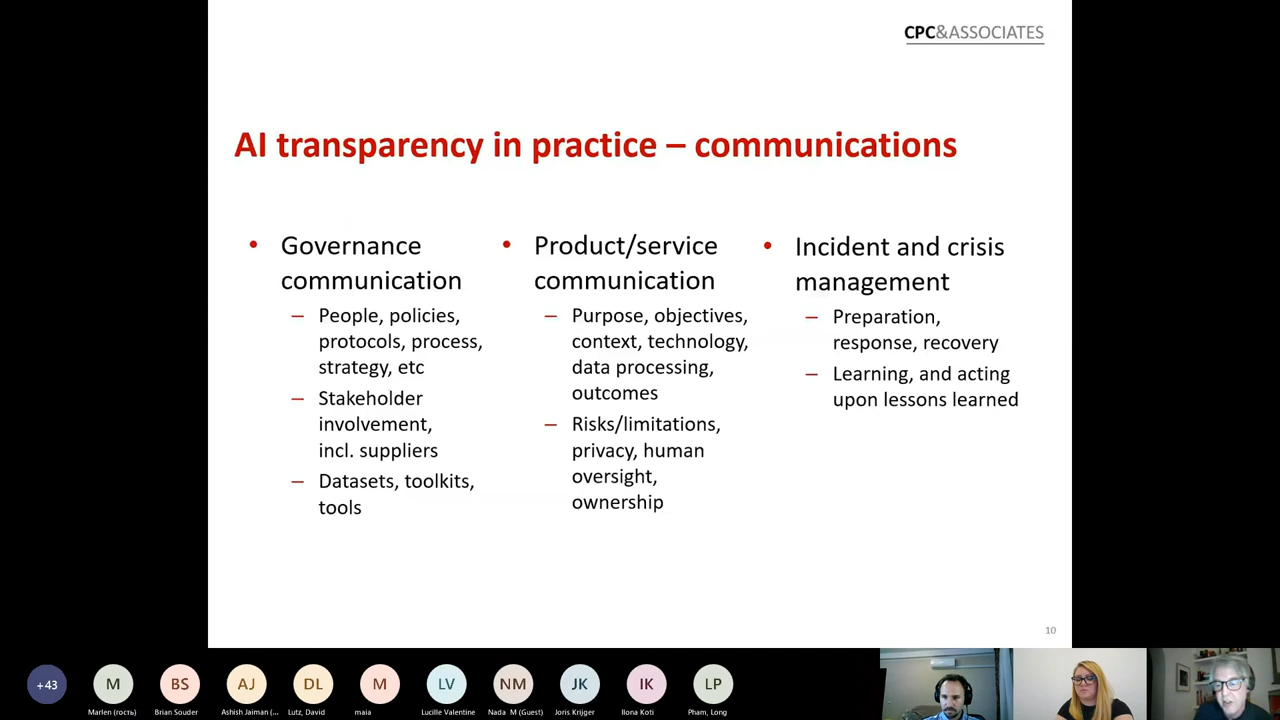 CPC&ASSOCIATES
AI transparency in practice – communications
• Governance
communication
– People, policies,
protocols, process,
strategy, etc
– Stakeholder
involvement,
incl. suppliers
– Datasets, toolkits,
tools
• Product/service
communication
– Purpose, objectives,
context, technology,
data processing,
outcomes
– Risks/limitations,
privacy, human
oversight,
ownership
• Incident and crisis
management
– Preparation,
response, recovery
– Learning, and acting
upon lessons learned
10
+43
M
BS
AJ
DL
M
LV
NM
JK
IK
LP
Marlen (гость)
Brian Souder
Ashish Jaiman (...
Lutz, David
maia
Lucille Valentine
Nada M (Guest)
Joris Krijger
Ilona Koti
Pham, Long